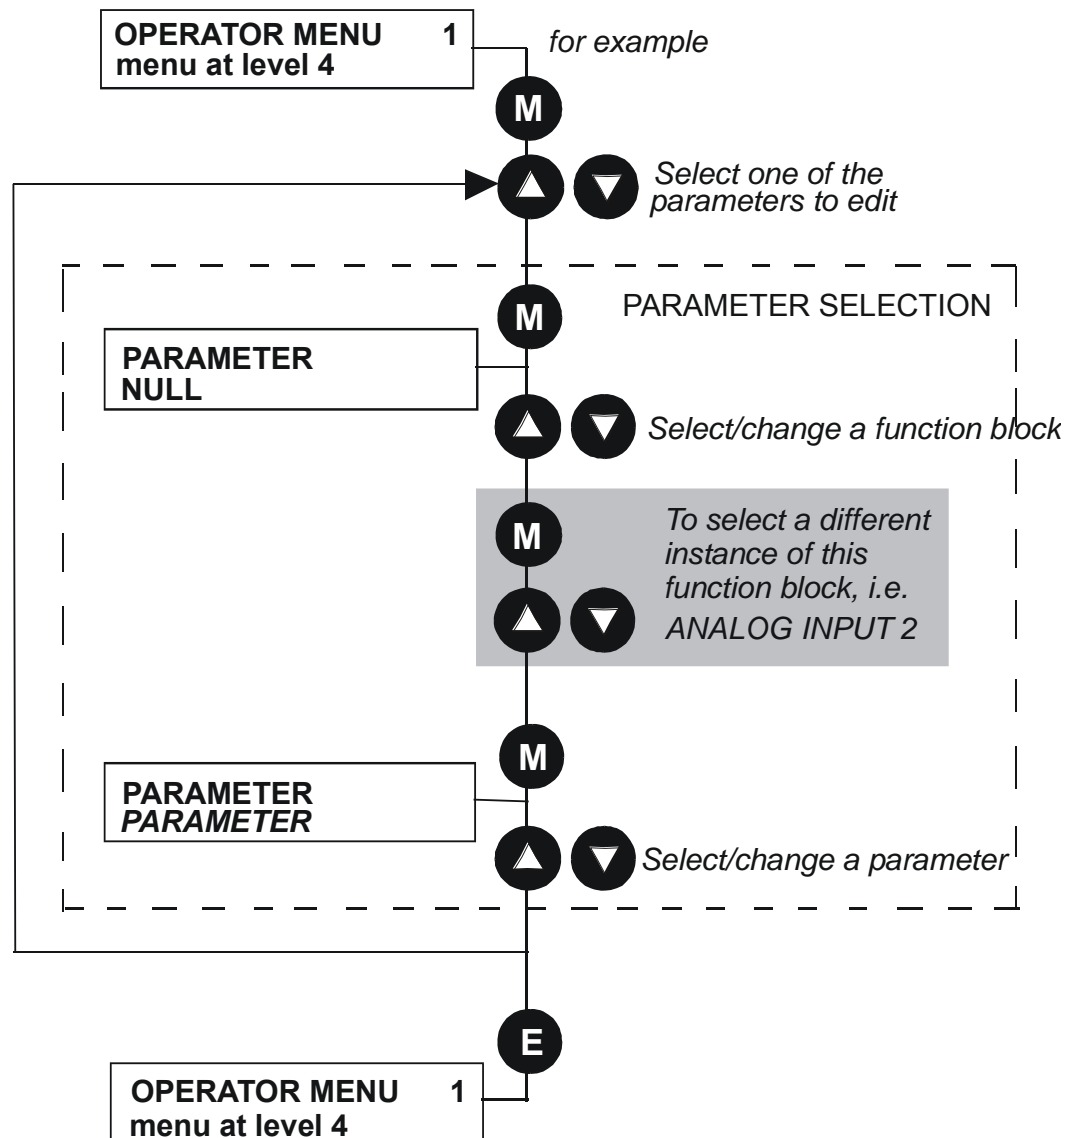 OPERATOR MENU 1
menu at level 4
for example
M
Select one of the
parameters to edit
M
PARAMETER SELECTION
PARAMETER
NULL
Select/change a function block
M
To select a different
instance of this
function block, i.e.
ANALOG INPUT 2
M
PARAMETER
PARAMETER
Select/change a parameter
E
OPERATOR MENU 1
menu at level 4